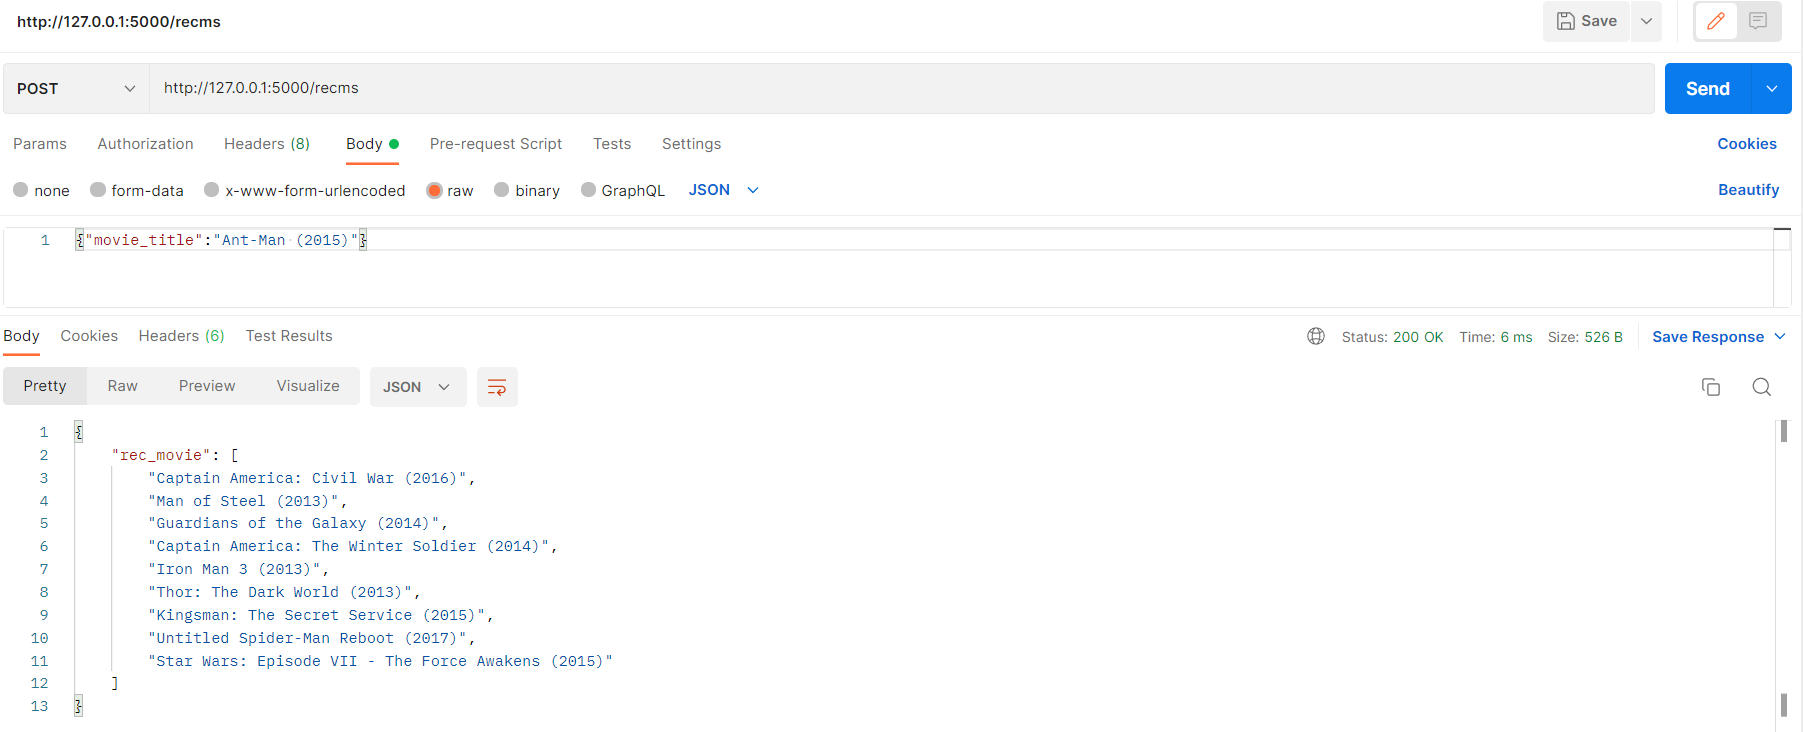 http://127.0.0.1:5000/recms
Save
POST
http://127.0.0.1:5000/recms
Send
Params Authorization Headers (8) Body Pre-request Script Tests Settings Cookies
none form-data x-www-form-urlencoded raw binary GraphQL JSON Beautify
1 {"movie_title":"Ant-Man (2015)"}
Body Cookies Headers (6) Test Results Status: 200 OK Time: 6 ms Size: 526 B Save Response
Pretty Raw Preview Visualize JSON
1 {
2 "rec_movie": [
3 "Captain America: Civil War (2016)",
4 "Man of Steel (2013)",
5 "Guardians of the Galaxy (2014)",
6 "Captain America: The Winter Soldier (2014)",
7 "Iron Man 3 (2013)",
8 "Thor: The Dark World (2013)",
9 "Kingsman: The Secret Service (2015)",
10 "Untitled Spider-Man Reboot (2017)",
11 "Star Wars: Episode VII - The Force Awakens (2015)"
12 ]
13 }